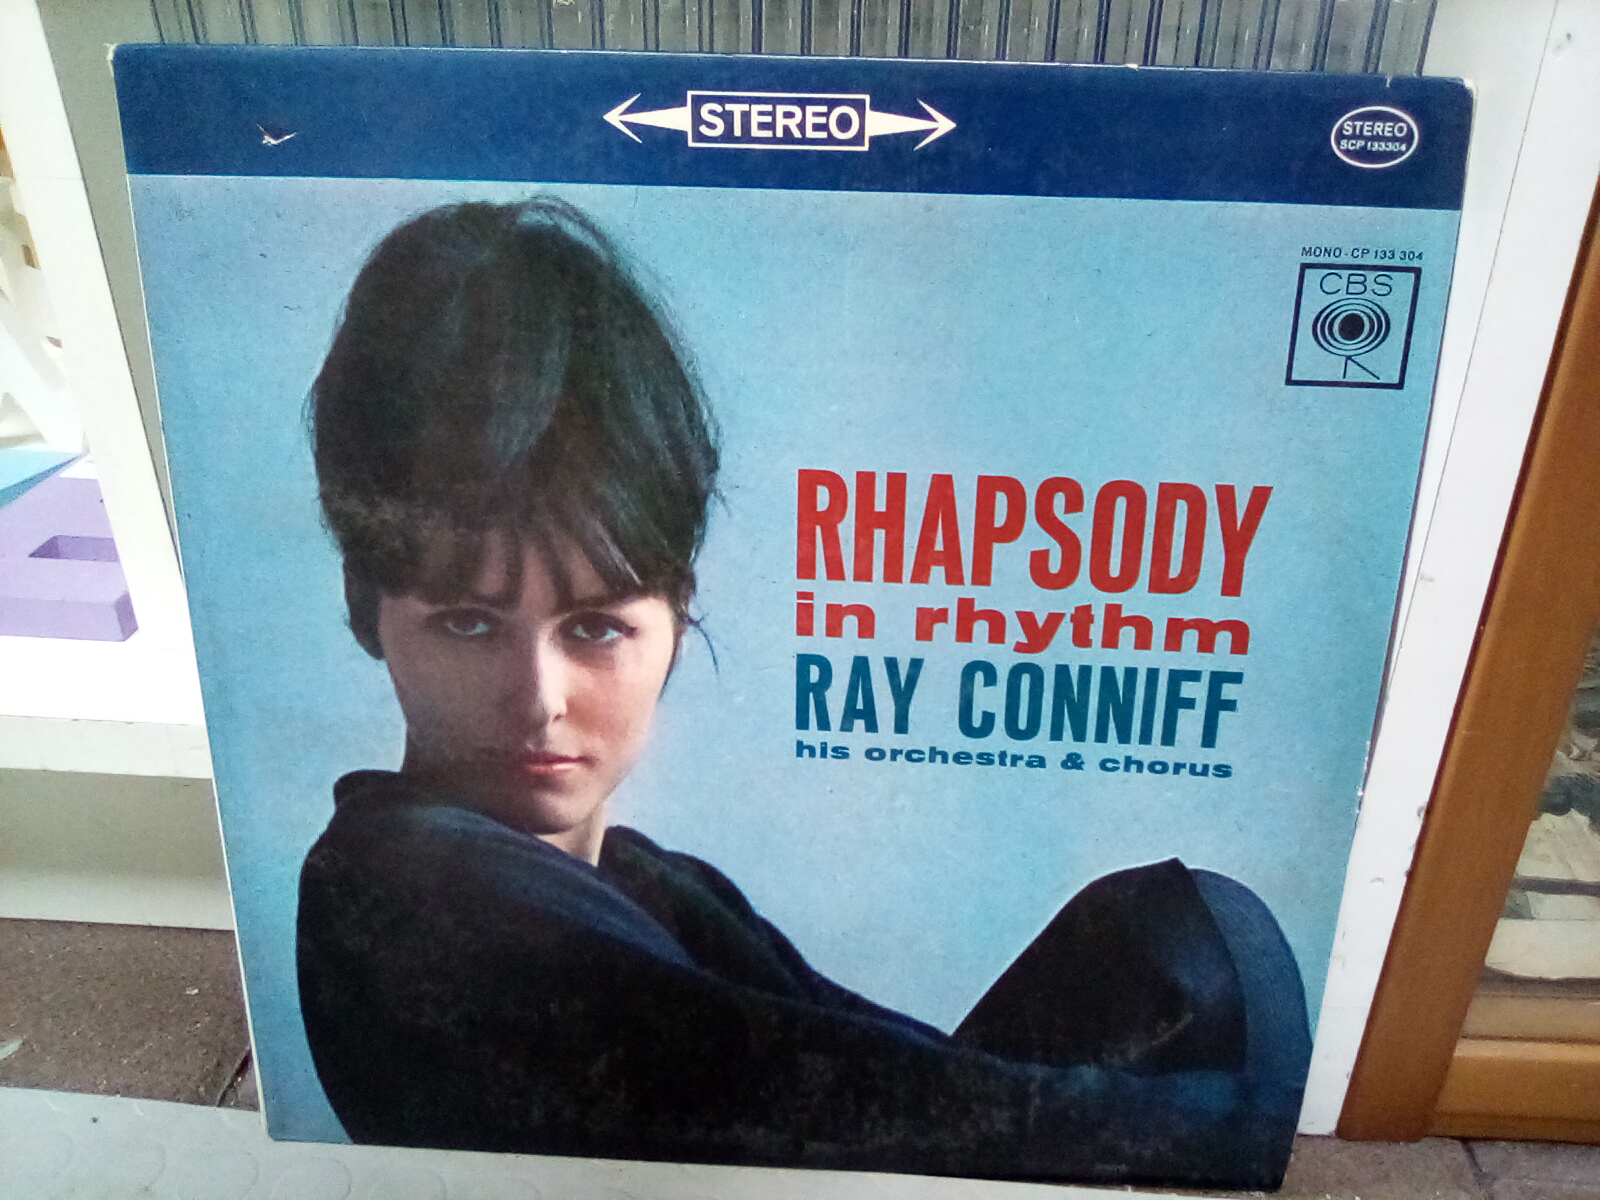 STEREO
STEREO
SCP 133304
MONO - CP 133 304
CBS
RHAPSODY
in rhythm
RAY CONNIFF
his orchestra & chorus